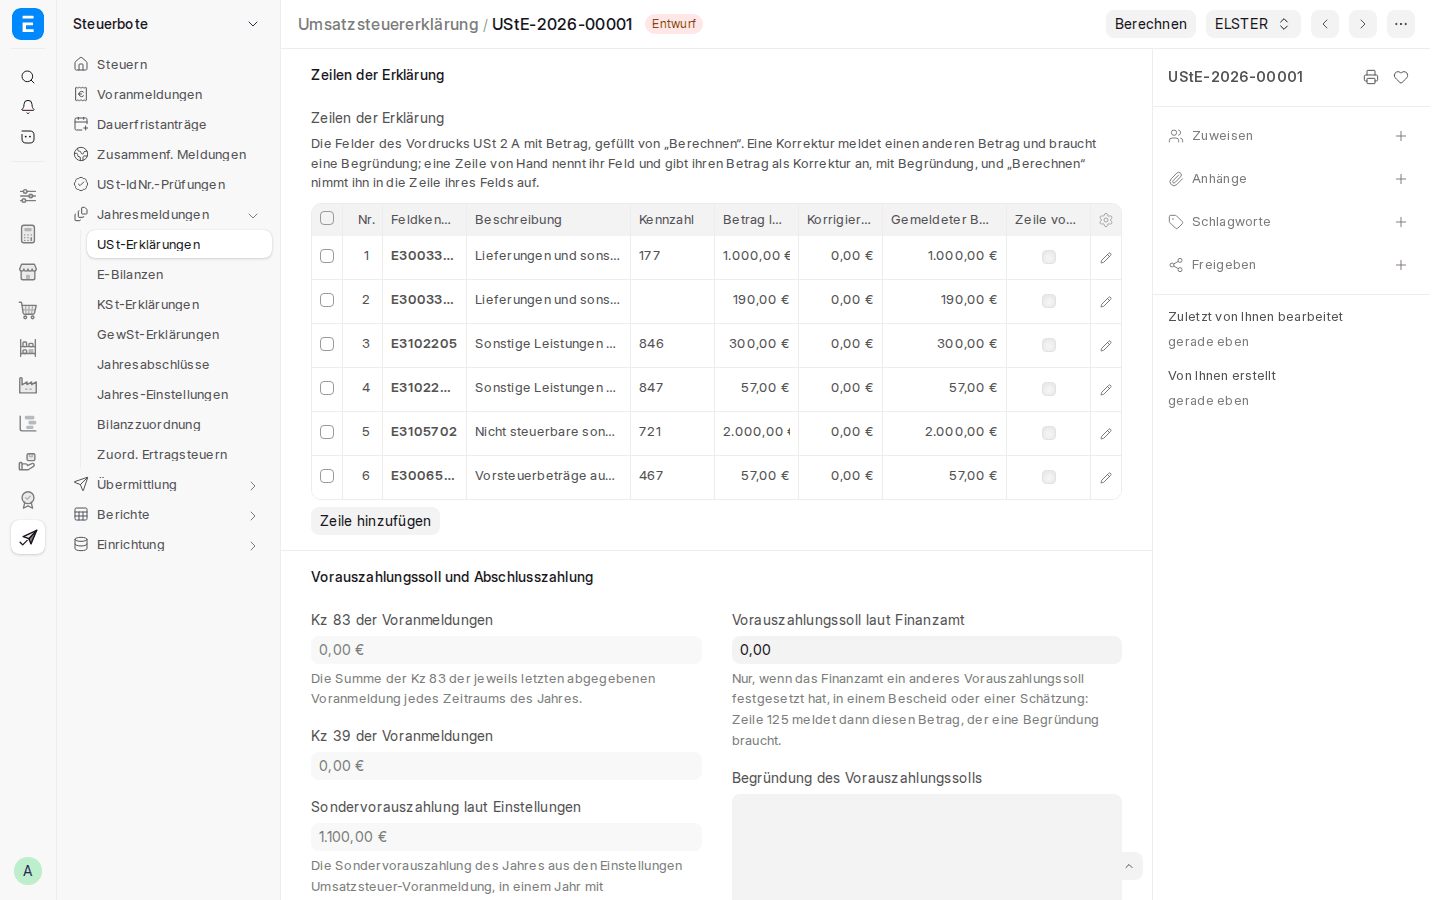 Steuerbote
Umsatzsteuererklärung / UStE-2026-00001
Entwurf
Berechnen
ELSTER
Steuern
Voranmeldungen
Dauerfristanträge
Zusammenf. Meldungen
USt-IdNr.-Prüfungen
Jahresmeldungen
USt-Erklärungen
E-Bilanzen
KSt-Erklärungen
GewSt-Erklärungen
Jahresabschlüsse
Jahres-Einstellungen
Bilanzzuordnung
Zuord. Ertragsteuern
Übermittlung
Berichte
Einrichtung
A
Zeilen der Erklärung
Zeilen der Erklärung
Die Felder des Vordrucks USt 2 A mit Betrag, gefüllt von „Berechnen“. Eine Korrektur meldet einen anderen Betrag und braucht
eine Begründung; eine Zeile von Hand nennt ihr Feld und gibt ihren Betrag als Korrektur an, mit Begründung, und „Berechnen“
nimmt ihn in die Zeile ihres Felds auf.
Nr. Feldken... Beschreibung Kennzahl Betrag l... Korrigier... Gemeldeter B... Zeile vo...
1 E30033... Lieferungen und sons... 177 1.000,00 € 0,00 € 1.000,00 €
2 E30033... Lieferungen und sons... 190,00 € 0,00 € 190,00 €
3 E3102205 Sonstige Leistungen ... 846 300,00 € 0,00 € 300,00 €
4 E31022... Sonstige Leistungen ... 847 57,00 € 0,00 € 57,00 €
5 E3105702 Nicht steuerbare son... 721 2.000,00 € 0,00 € 2.000,00 €
6 E30065... Vorsteuerbeträge au... 467 57,00 € 0,00 € 57,00 €
Zeile hinzufügen
Vorauszahlungssoll und Abschlusszahlung
Kz 83 der Voranmeldungen
0,00 €
Die Summe der Kz 83 der jeweils letzten abgegebenen
Voranmeldung jedes Zeitraums des Jahres.
Kz 39 der Voranmeldungen
0,00 €
Sondervorauszahlung laut Einstellungen
1.100,00 €
Die Sondervorauszahlung des Jahres aus den Einstellungen
Umsatzsteuer-Voranmeldung, in einem Jahr mit
Vorauszahlungssoll laut Finanzamt
0,00
Nur, wenn das Finanzamt ein anderes Vorauszahlungssoll
festgesetzt hat, in einem Bescheid oder einer Schätzung:
Zeile 125 meldet dann diesen Betrag, der eine Begründung
braucht.
Begründung des Vorauszahlungssolls
UStE-2026-00001
Zuweisen
Anhänge
Schlagworte
Freigeben
Zuletzt von Ihnen bearbeitet
gerade eben
Von Ihnen erstellt
gerade eben